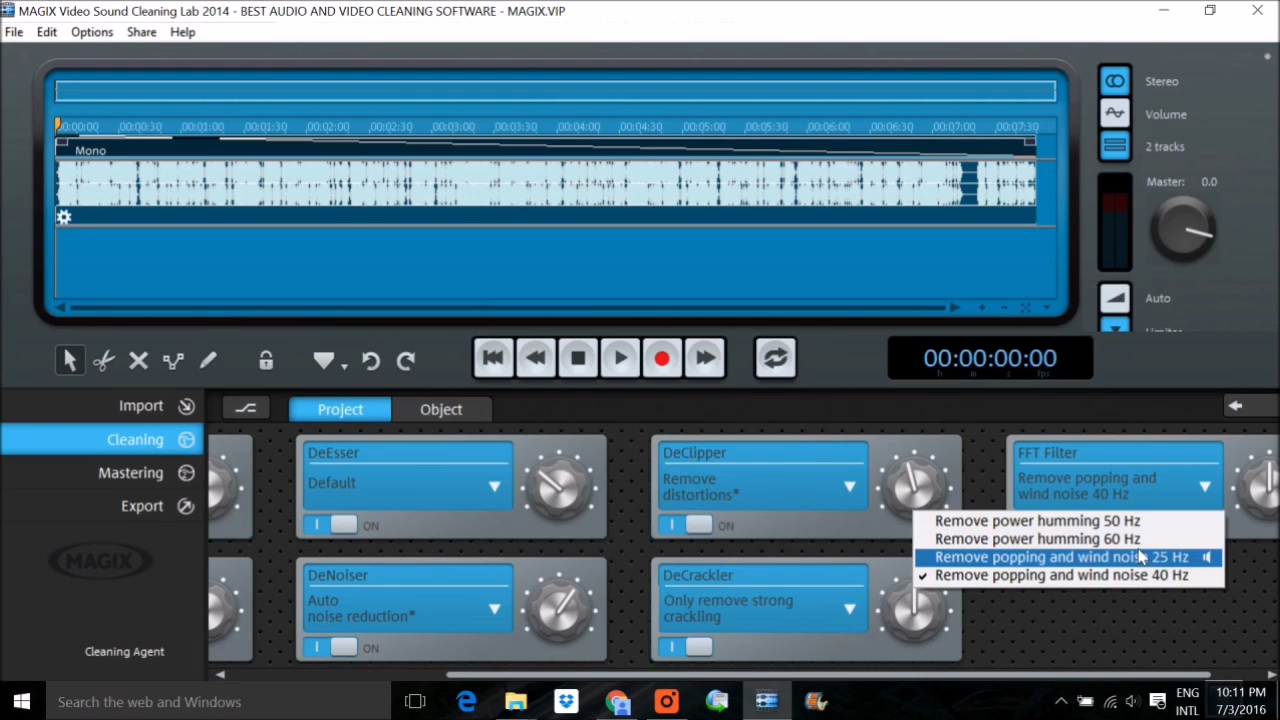 MAGIX Video Sound Cleaning Lab 2014 - BEST AUDIO AND VIDEO CLEANING SOFTWARE - MAGIX.VIP
File Edit Options Share Help
Stereo
Volume
2 tracks
Master: 0.0
Auto
,00:00:00 ,00:00:30 ,00:01:00 ,00:01:30 ,00:02:00 ,00:02:30 ,00:03:00 ,00:03:30 ,00:04:00 ,00:04:30 ,00:05:00 ,00:05:30 ,00:06:00 ,00:06:30 ,00:07:00 ,00:07:30
Mono
00:00:00:00
h m s fps
Import
Cleaning
Mastering
Export
MAGIX
Cleaning Agent
Project Object
DeEsser
Default
ON
DeClipper
Remove
distortions*
ON
FFT Filter
Remove popping and
wind noise 40 Hz
Remove power humming 50 Hz
Remove power humming 60 Hz
Remove popping and wind noise 25 Hz
Remove popping and wind noise 40 Hz
DeNoiser
Auto
noise reduction*
ON
DeCrackler
Only remove strong
crackling
Search the web and Windows
ENG
INTL
10:11 PM
7/3/2016